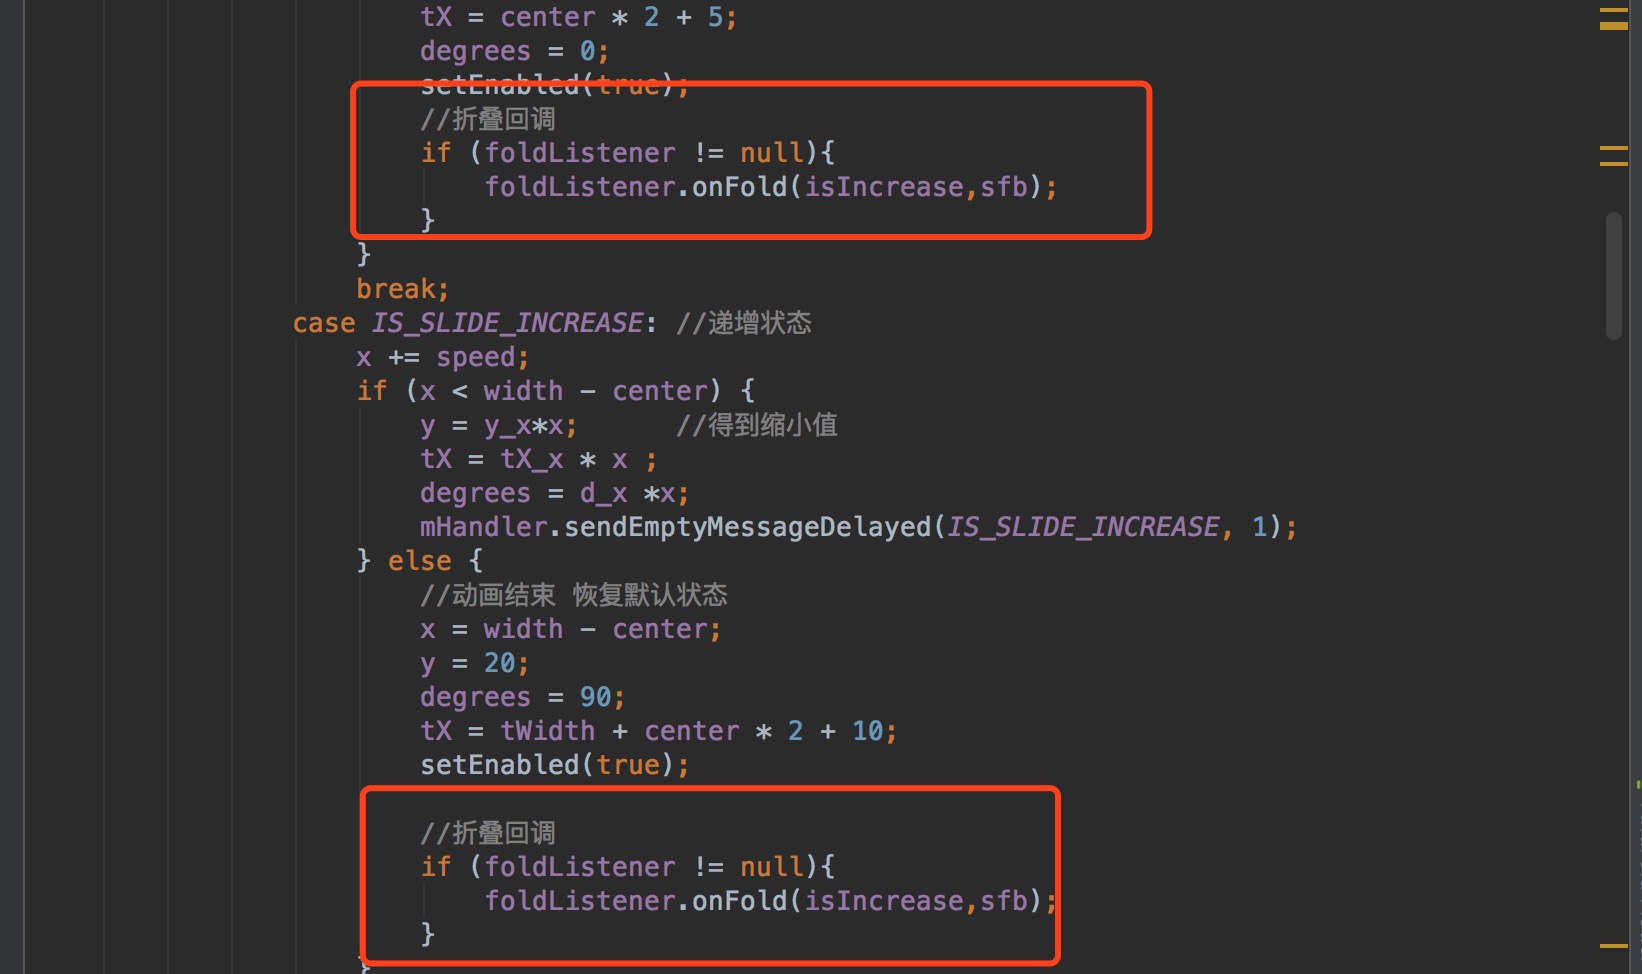 tX = center * 2 + 5;
degrees = 0;
setEnabled(true);
//折叠回调
if (foldListener != null){
foldListener.onFold(isIncrease,sfb);
}
}
break;
case IS_SLIDE_INCREASE: //递增状态
x += speed;
if (x < width - center) {
y = y_x*x; //得到缩小值
tX = tX_x * x ;
degrees = d_x *x;
mHandler.sendEmptyMessageDelayed(IS_SLIDE_INCREASE, 1);
} else {
//动画结束 恢复默认状态
x = width - center;
y = 20;
degrees = 90;
tX = tWidth + center * 2 + 10;
setEnabled(true);
//折叠回调
if (foldListener != null){
foldListener.onFold(isIncrease,sfb);
}
}